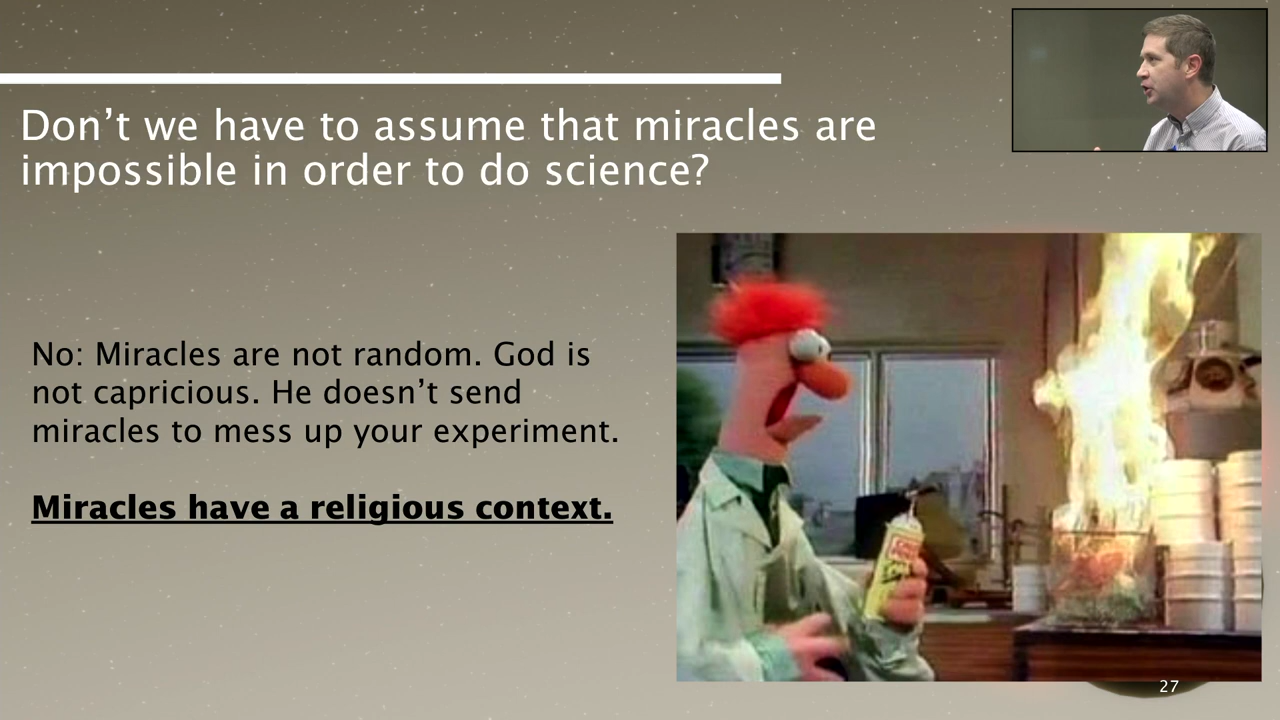 Don’t we have to assume that miracles are
impossible in order to do science?
No: Miracles are not random. God is
not capricious. He doesn’t send
miracles to mess up your experiment.
Miracles have a religious context.
27